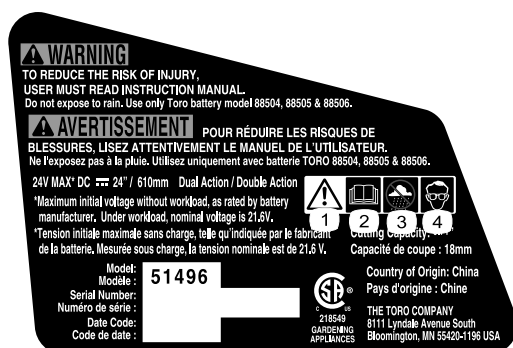 WARNING
TO REDUCE THE RISK OF INJURY,
USER MUST READ INSTRUCTION MANUAL.
Do not expose to rain. Use only Toro battery model 88504, 88505 & 88506.
AVERTISSEMENT POUR RÉDUIRE LES RISQUES DE
BLESSURES, LISEZ ATTENTIVEMENT LE MANUEL DE L'UTILISATEUR.
Ne l'exposez pas à la pluie. Utilisez uniquement avec batterie TORO 88504, 88505 & 88506.
24V MAX* DC 24" / 610mm Dual Action / Double Action
*Maximum initial voltage without workload, as rated by battery
manufacturer. Under workload, nominal voltage is 21.6V.
*Tension initiale maximale sans charge, telle qu'indiquée par le fabricant
de la batterie. Mesurée sous charge, la tension nominale est de 21.6 V.
1 2 3 4
Cutting Capacity:
Capacité de coupe : 18mm
Model:
Modèle : 51496
Serial Number:
Numéro de série :
Date Code:
Code de date :
Country of Origin: China
Pays d'origine : Chine
SA ®
C US
218549
GARDENING
APPLIANCES
THE TORO COMPANY
8111 Lyndale Avenue South
Bloomington, MN 55420-1196 USA